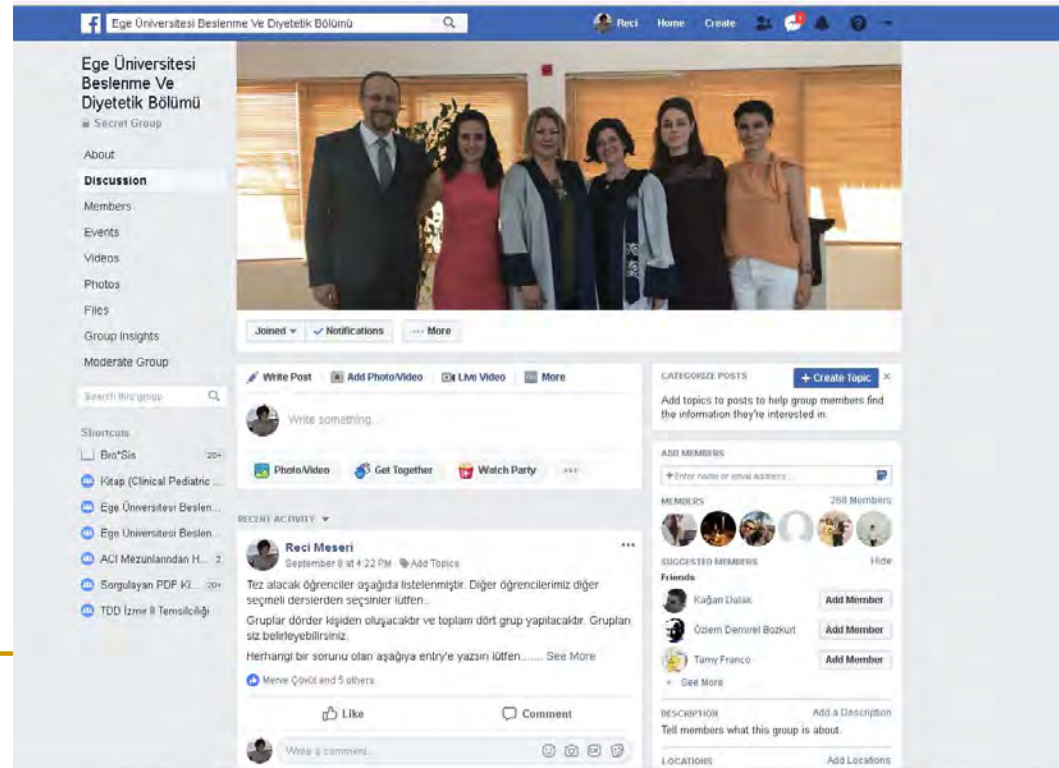 Ege Üniversitesi Beslenme Ve Diyetetik Bölümü
Reci
Home
Create
Ege Üniversitesi
Beslenme Ve
Diyetetik Bölümü
Secret Group
About
Discussion
Members
Events
Videos
Photos
Files
Group Insights
Moderate Group
Search this group
Shortcuts
Bro*Sis 20+
Kitap (Clinical Pediatric ...
Ege Üniversitesi Beslen...
Ege Üniversitesi Beslen...
ACI Mezunlarından H... 2
Sorgulayan PDF Kİ... 20+
TDD İzmir İl Temsilciliği
Joined
Notifications
More
Write Post
Add Photo/Video
Live Video
More
Write something...
Photo/Video
Get Together
Watch Party
RECENT ACTIVITY
Reci Meseri
September 8 at 4:22 PM · Add Topics
Tez alacak öğrenciler aşağıda listelenmiştir. Diğer öğrencilerimiz diğer
seçmeli derslerden seçsinler lütfen..
Gruplar dörder kişiden oluşacaktır ve toplam dört grup yapılacaktır. Grupları
siz belirleyebilirsiniz.
Herhangi bir sorunu olan aşağıya entry'e yazsın lütfen....... See More
Merve Çövüt and 5 others
Like
Comment
Write a comment...
CATEGORIZE POSTS
+ Create Topic
Add topics to posts to help group members find
the information they're interested in.
ADD MEMBERS
+ Enter name or email address...
MEMBERS
268 Members
SUGGESTED MEMBERS
Hide
Friends
Kağan Dalak
Add Member
Özlem Demirel Bozkurt
Add Member
Tamy Franco
Add Member
See More
DESCRIPTION
Add a Description
Tell members what this group is about.
LOCATIONS
Add Locations